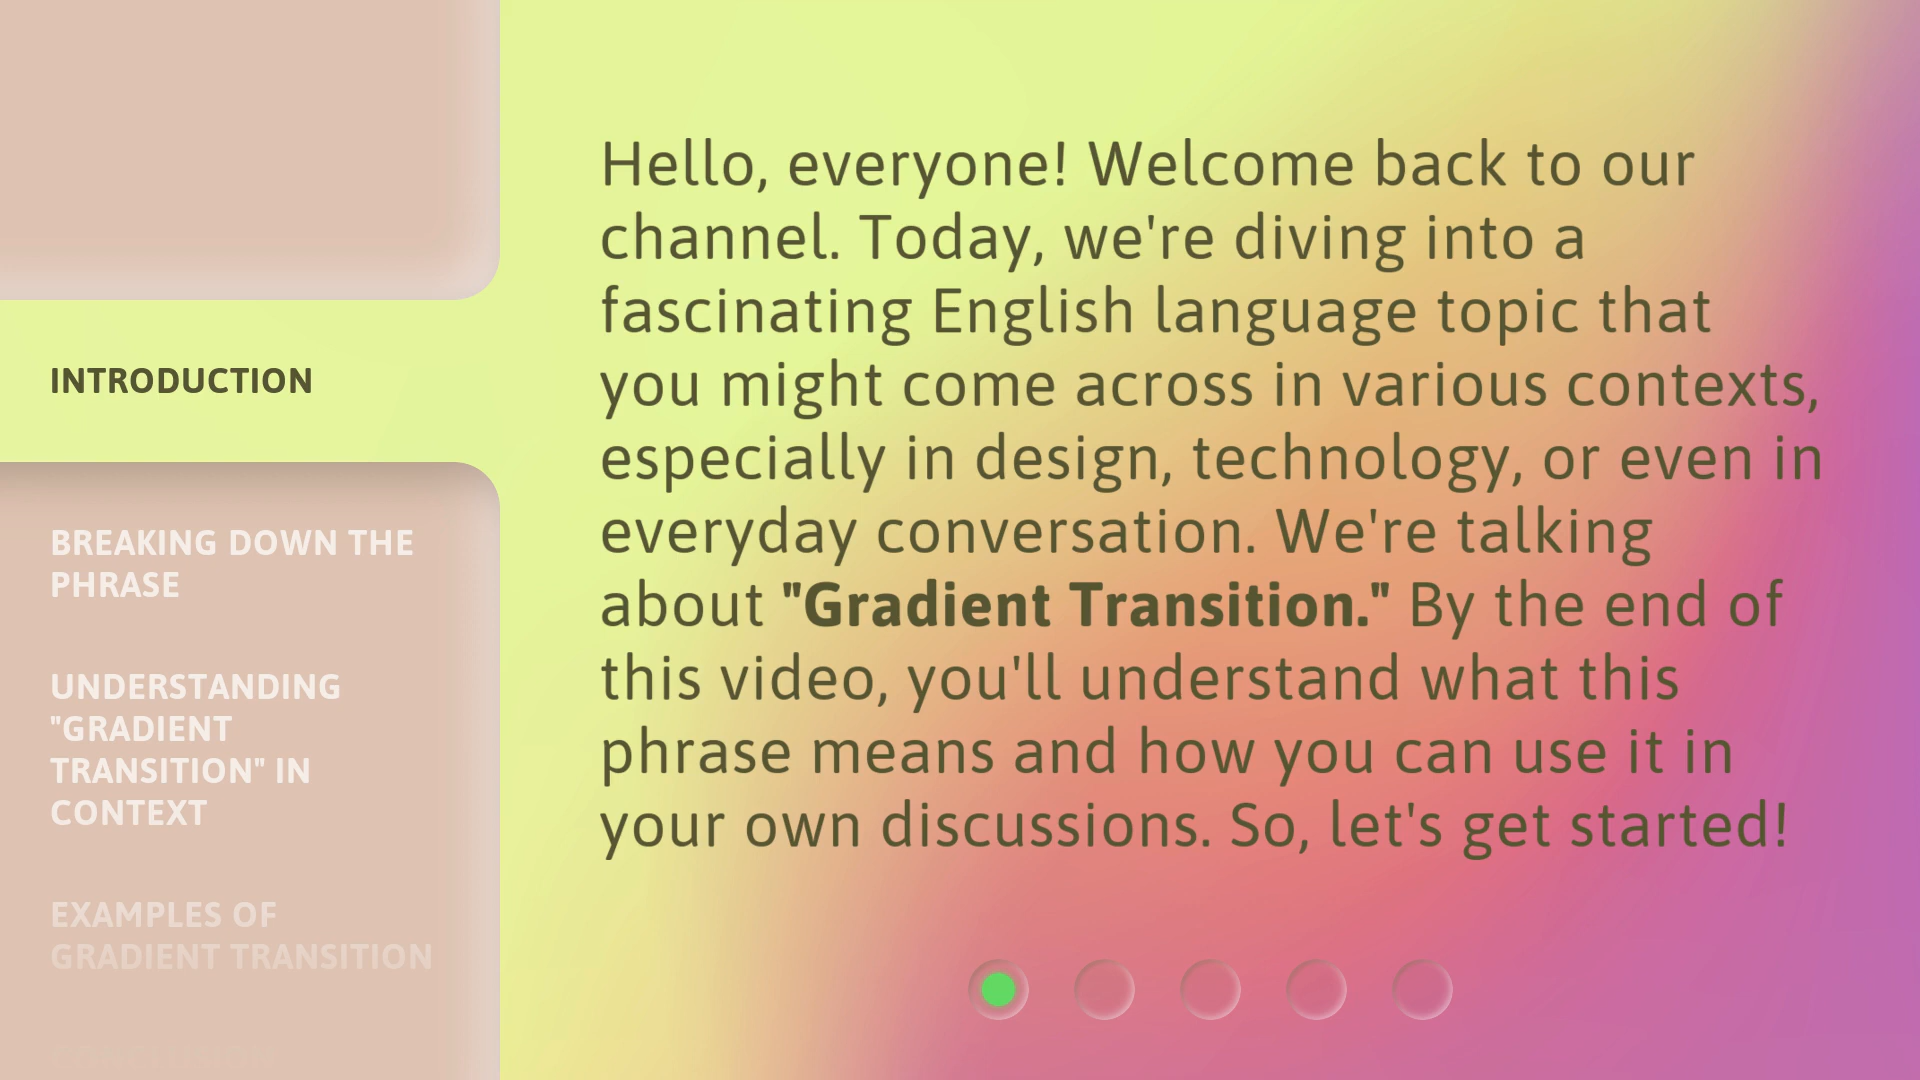 INTRODUCTION
BREAKING DOWN THE
PHRASE
UNDERSTANDING
"GRADIENT
TRANSITION" IN
CONTEXT
EXAMPLES OF
GRADIENT TRANSITION
Hello, everyone! Welcome back to our
channel. Today, we're diving into a
fascinating English language topic that
you might come across in various contexts,
especially in design, technology, or even in
everyday conversation. We're talking
about "Gradient Transition." By the end of
this video, you'll understand what this
phrase means and how you can use it in
your own discussions. So, let's get started!